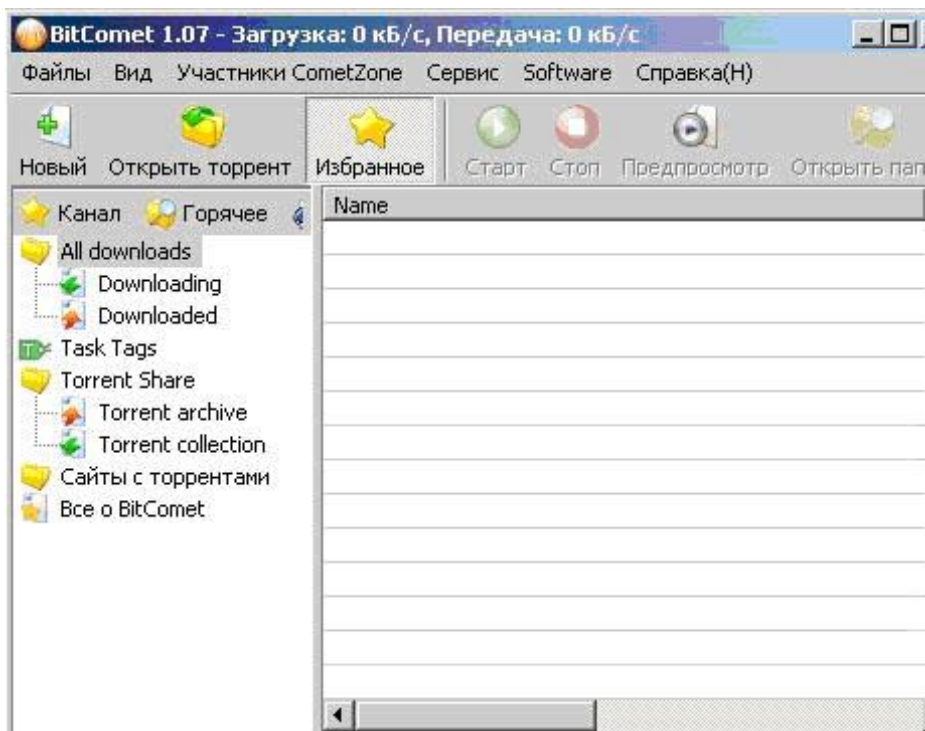 BitComet 1.07 - Загрузка: 0 кБ/с, Передача: 0 кБ/с
Файлы Вид Участники CometZone Сервис Software Справка(Н)
Новый Открыть торрент Избранное Старт Стоп Предпросмотр Открыть пап
Канал Горячее Name
All downloads
Downloading
Downloaded
Task Tags
Torrent Share
Torrent archive
Torrent collection
Сайты с торрентами
Все о BitComet